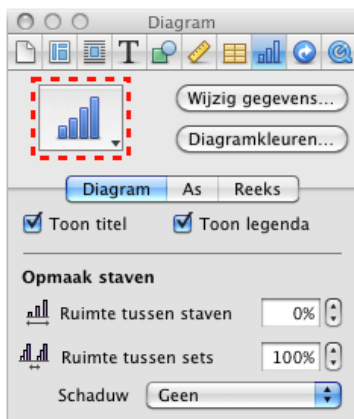 Diagram
T
Wijzig gegevens...
Diagramkleuren...
Diagram As Reeks
Toon titel Toon legenda
Opmaak staven
Ruimte tussen staven 0%
Ruimte tussen sets 100%
Schaduw Geen